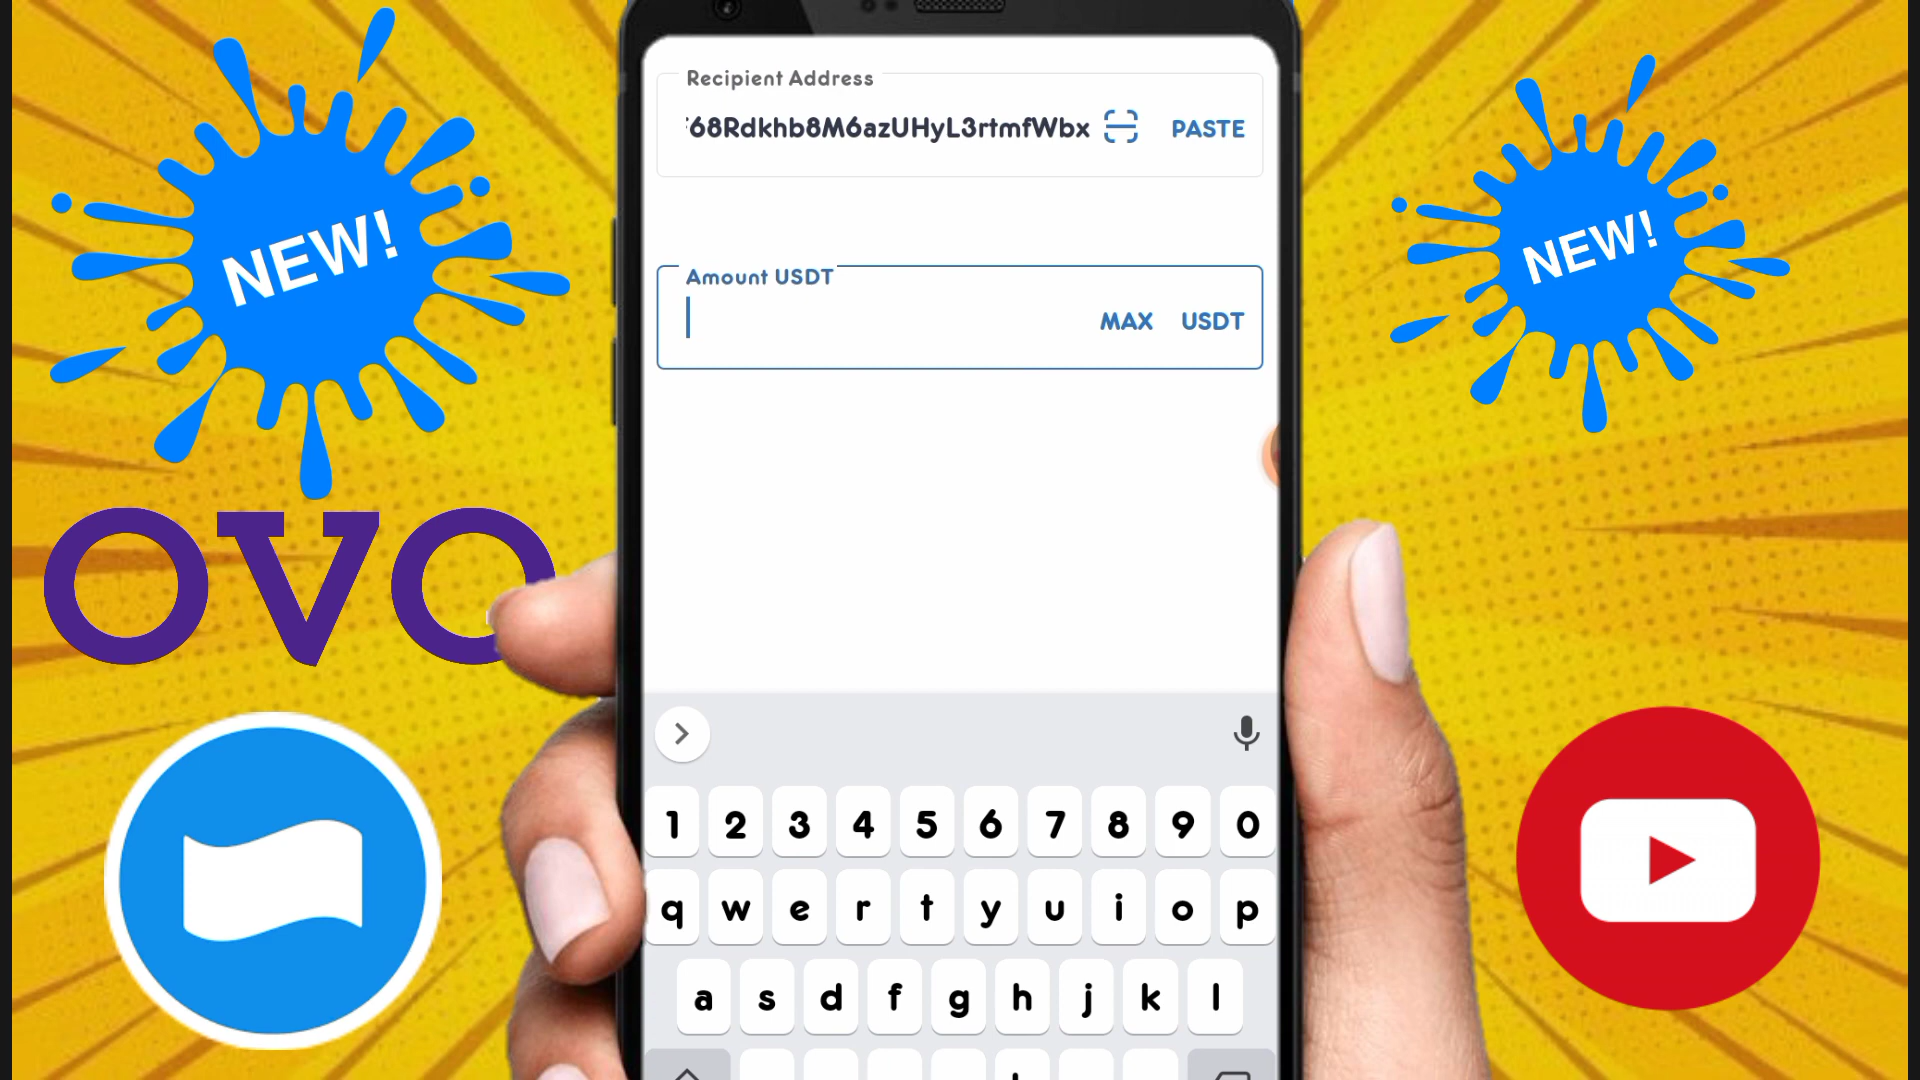 Recipient Address
68Rdkhb8M6azUHyL3rtmfWbx
PASTE
NEW!
NEW!
Amount USDT
MAX USDT
OVO
1 2 3 4 5 6 7 8 9 0
q w e r t y u i o p
a s d f g h j k l